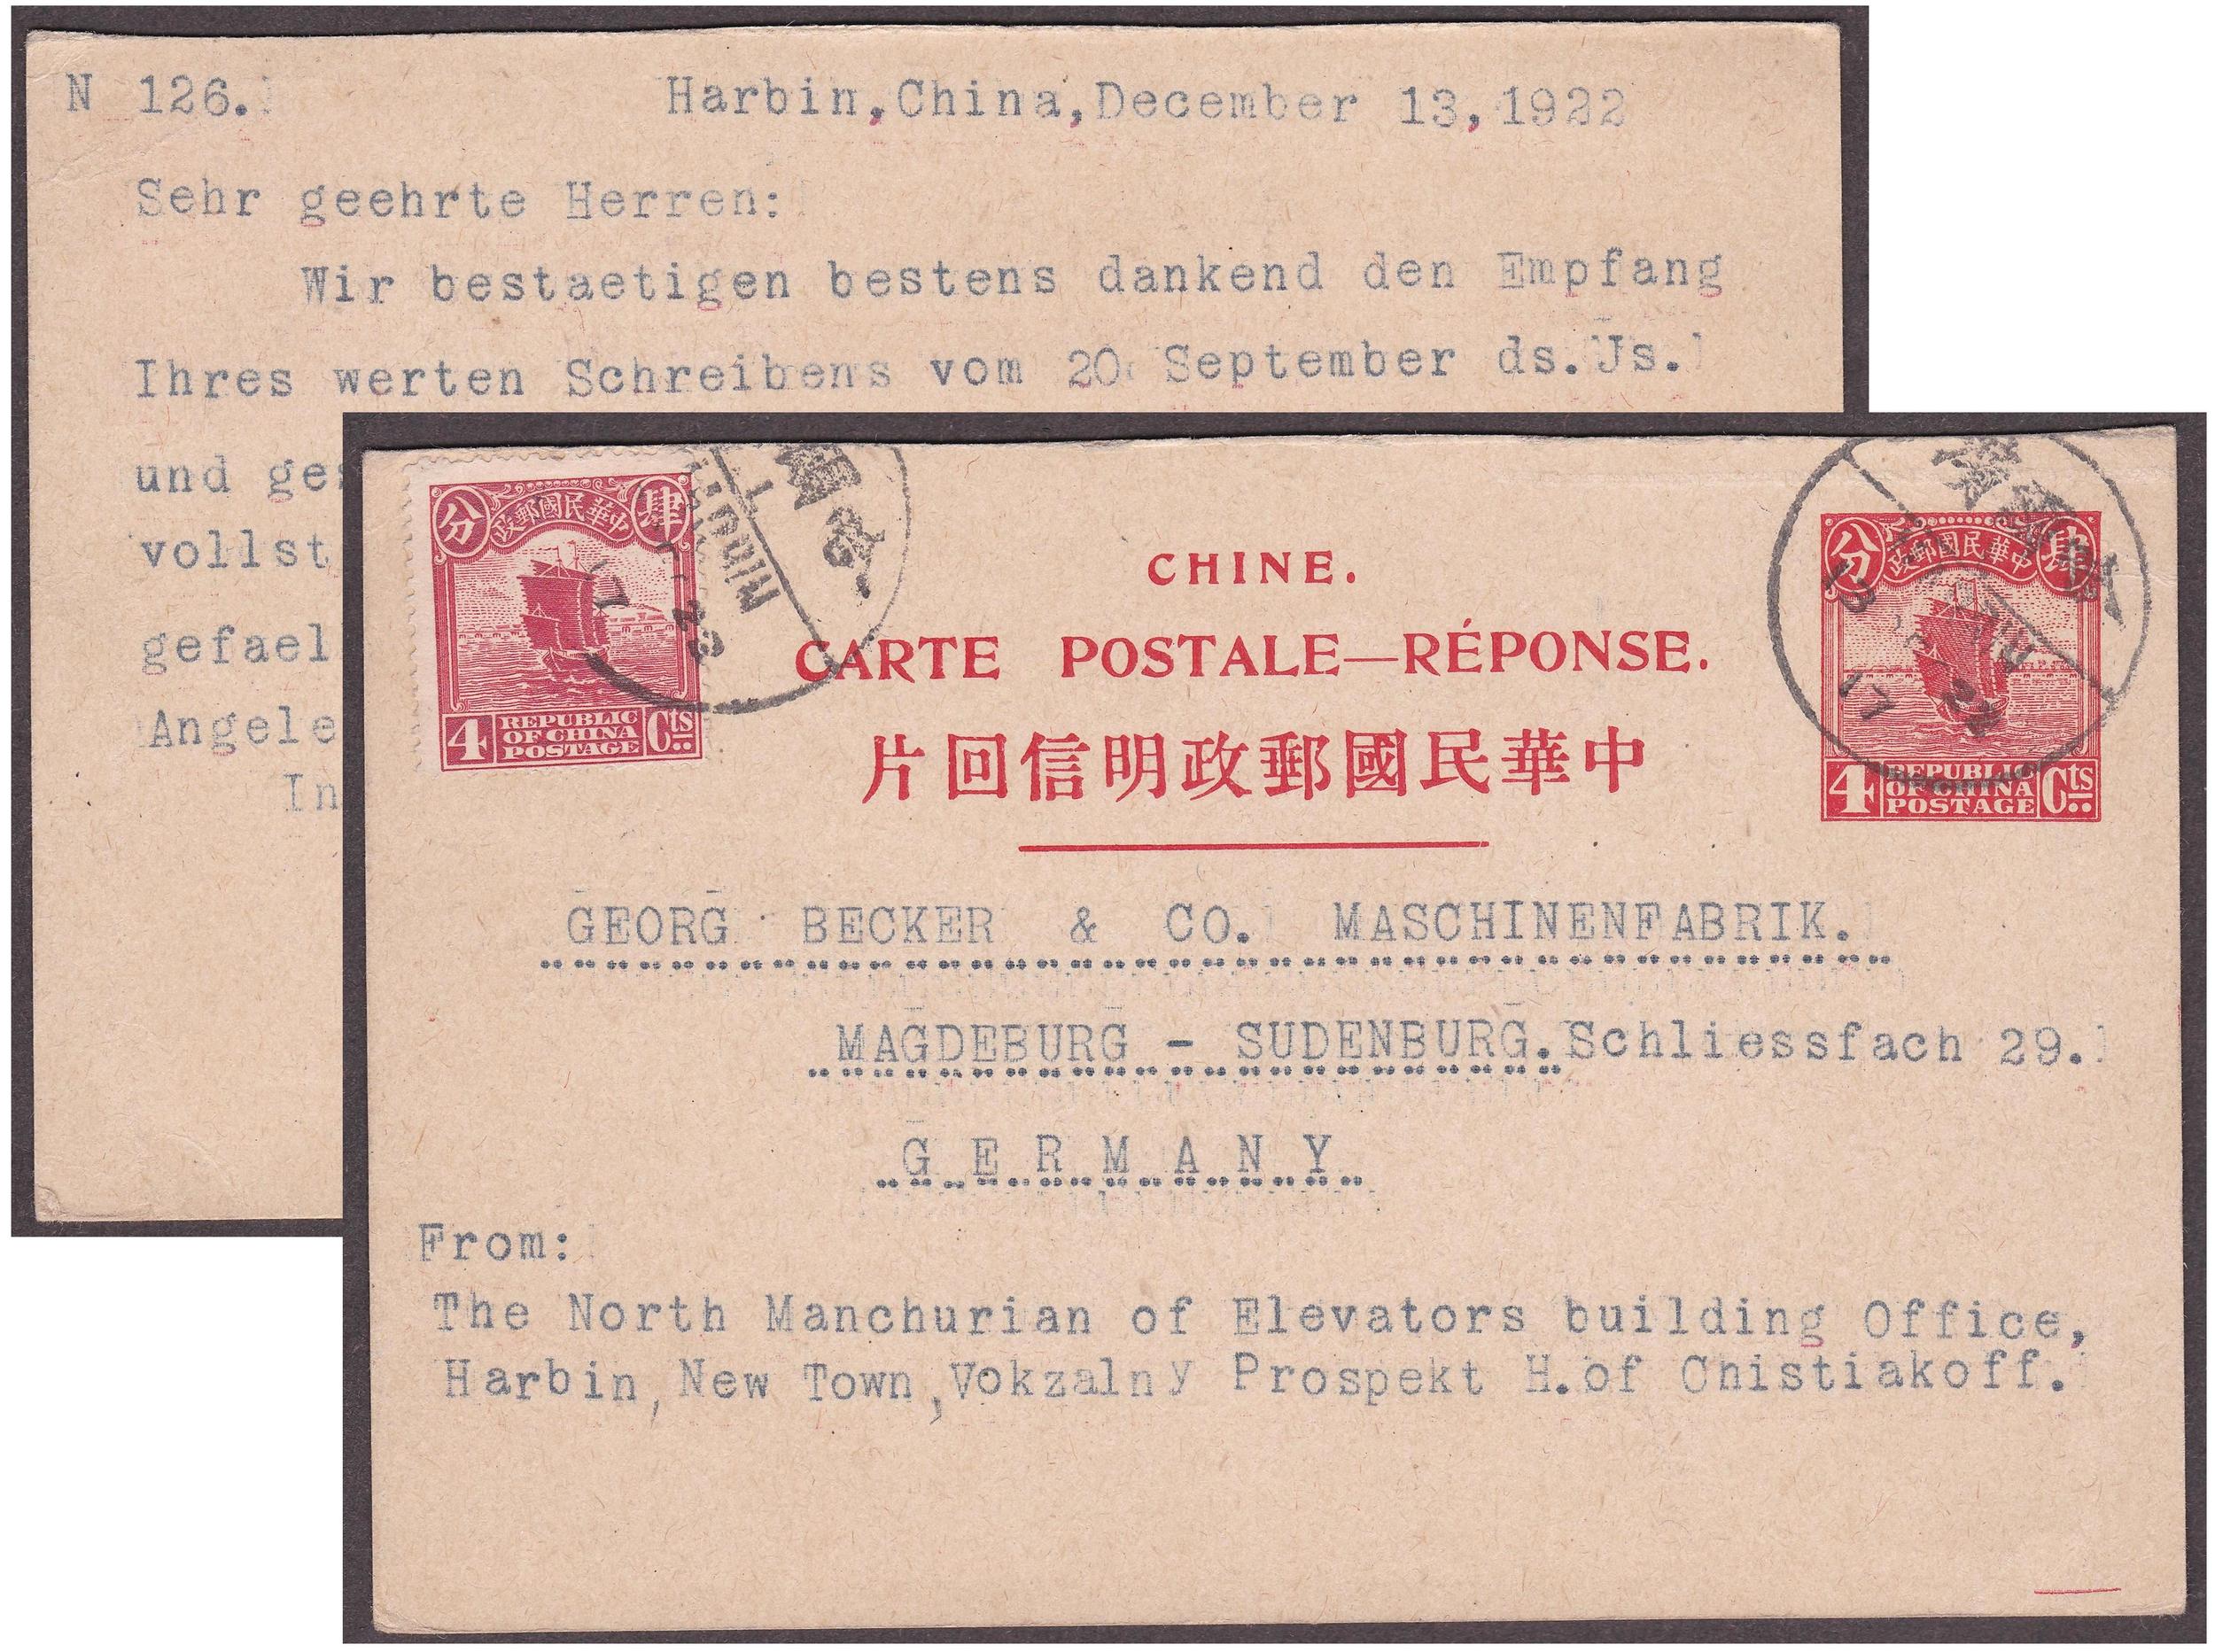 N 126.
Harbin,China,December 13,1922
Sehr geehrte Herren:
Wir bestaetigen bestens dankend den Empfang
Ihres werten Schreibens vom 20 September ds.Js.
und ges
vollst
gefael
Angele
In
分 政郵國民華中 肆
4 REPUBLIC OF CHINA POSTAGE Cts
CHINE.
CARTE POSTALE—RÉPONSE.
片回信明政郵國民華中
分 政郵國民華中 肆
13
22
17
4 REPUBLIC OF CHINA POSTAGE Cts
GEORG BECKER & CO. MASCHINENFABRIK.
MAGDEBURG - SUDENBURG.Schliessfach 29.
G E R M A N Y
From:
The North Manchurian of Elevators building Office,
Harbin,New Town,Vokzalny Prospekt H.of Chistiakoff.